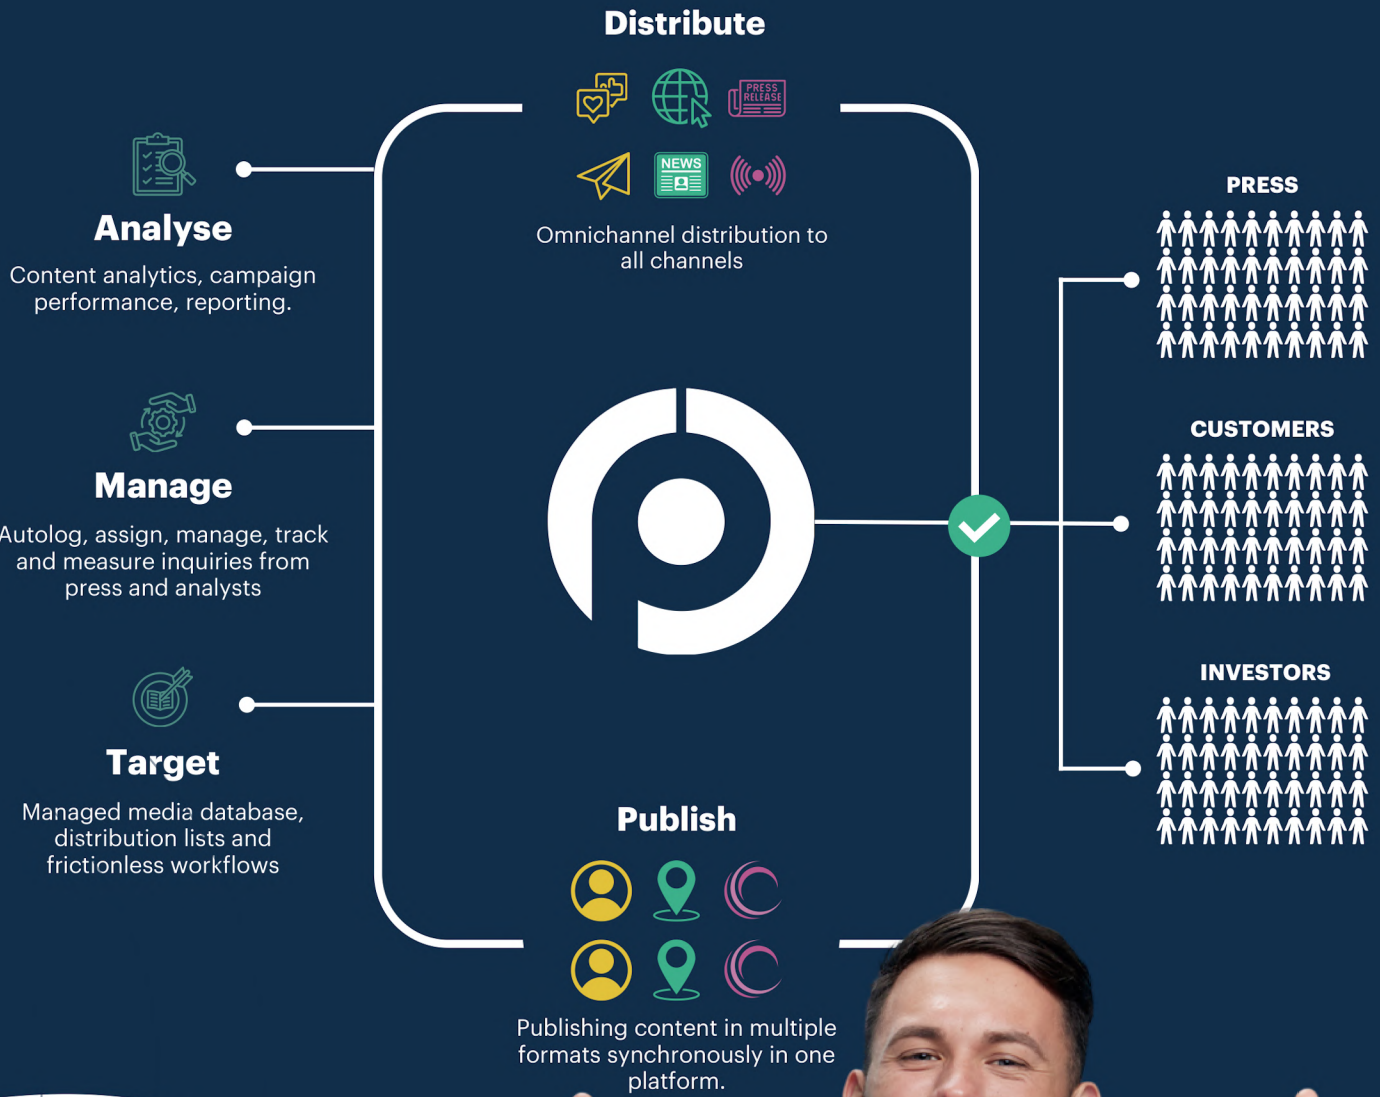 Distribute
PRESS
RELEASE
NEWS
Omnichannel distribution to
all channels
Analyse
Content analytics, campaign
performance, reporting.
Manage
Autolog, assign, manage, track
and measure inquiries from
press and analysts
Target
Managed media database,
distribution lists and
frictionless workflows
Publish
Publishing content in multiple
formats synchronously in one
platform.
PRESS
CUSTOMERS
INVESTORS